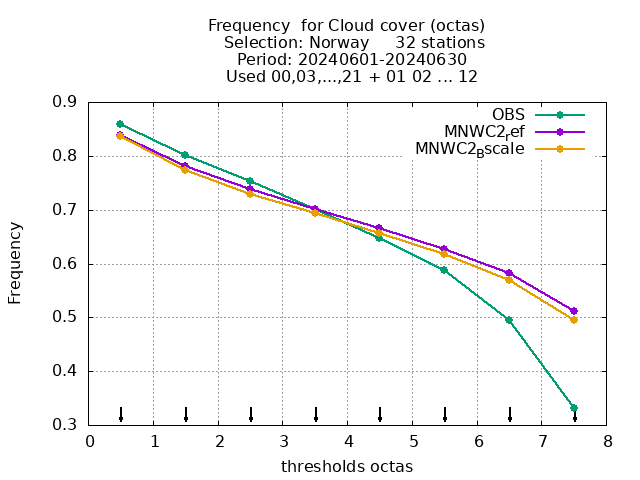 Frequency  for Cloud cover (octas)
Selection: Norway     32 stations
Period: 20240601-20240630
Used 00,03,...,21 + 01 02 ... 12
OBS
MNWC2_ref
MNWC2_Bscale
Frequency
0.9
0.8
0.7
0.6
0.5
0.4
0.3
0 1 2 3 4 5 6 7 8
thresholds octas